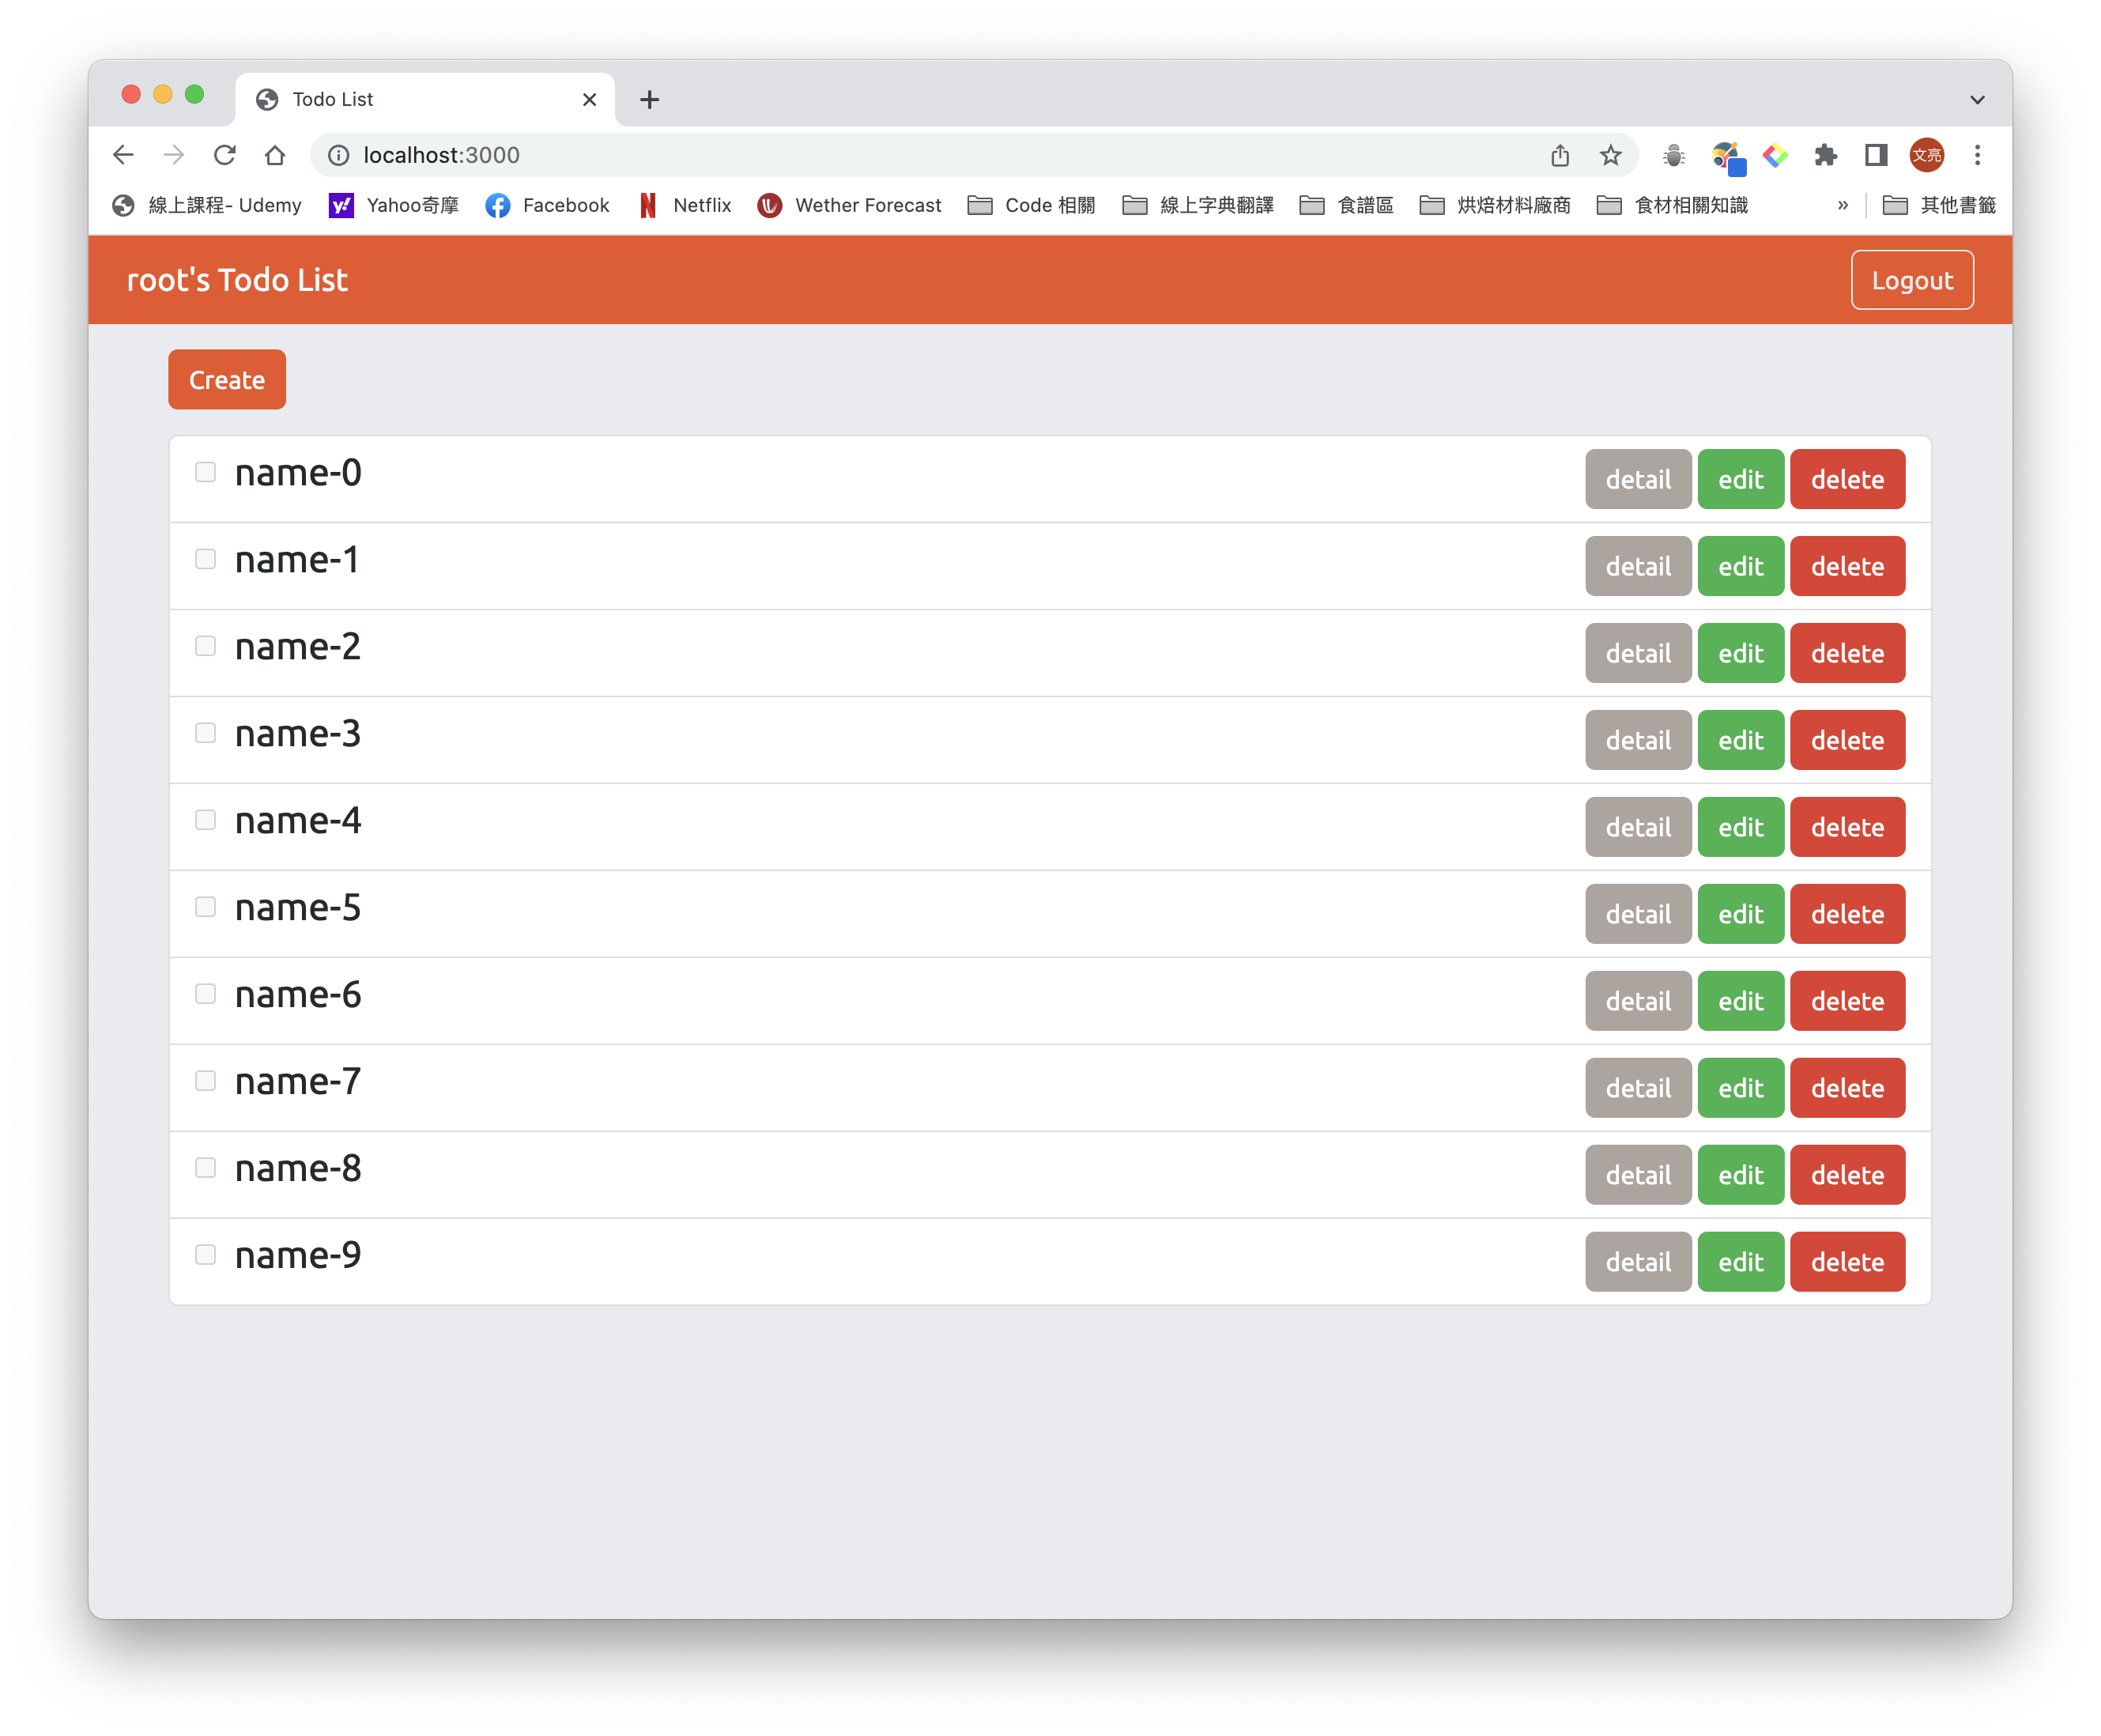 Todo List
localhost:3000
文亮
線上課程- Udemy Yahoo奇摩 Facebook Netflix Wether Forecast Code 相關 線上字典翻譯 食譜區 烘焙材料廠商 食材相關知識 » 其他書籤
root's Todo List Logout
Create
name-0 detail edit delete
name-1 detail edit delete
name-2 detail edit delete
name-3 detail edit delete
name-4 detail edit delete
name-5 detail edit delete
name-6 detail edit delete
name-7 detail edit delete
name-8 detail edit delete
name-9 detail edit delete